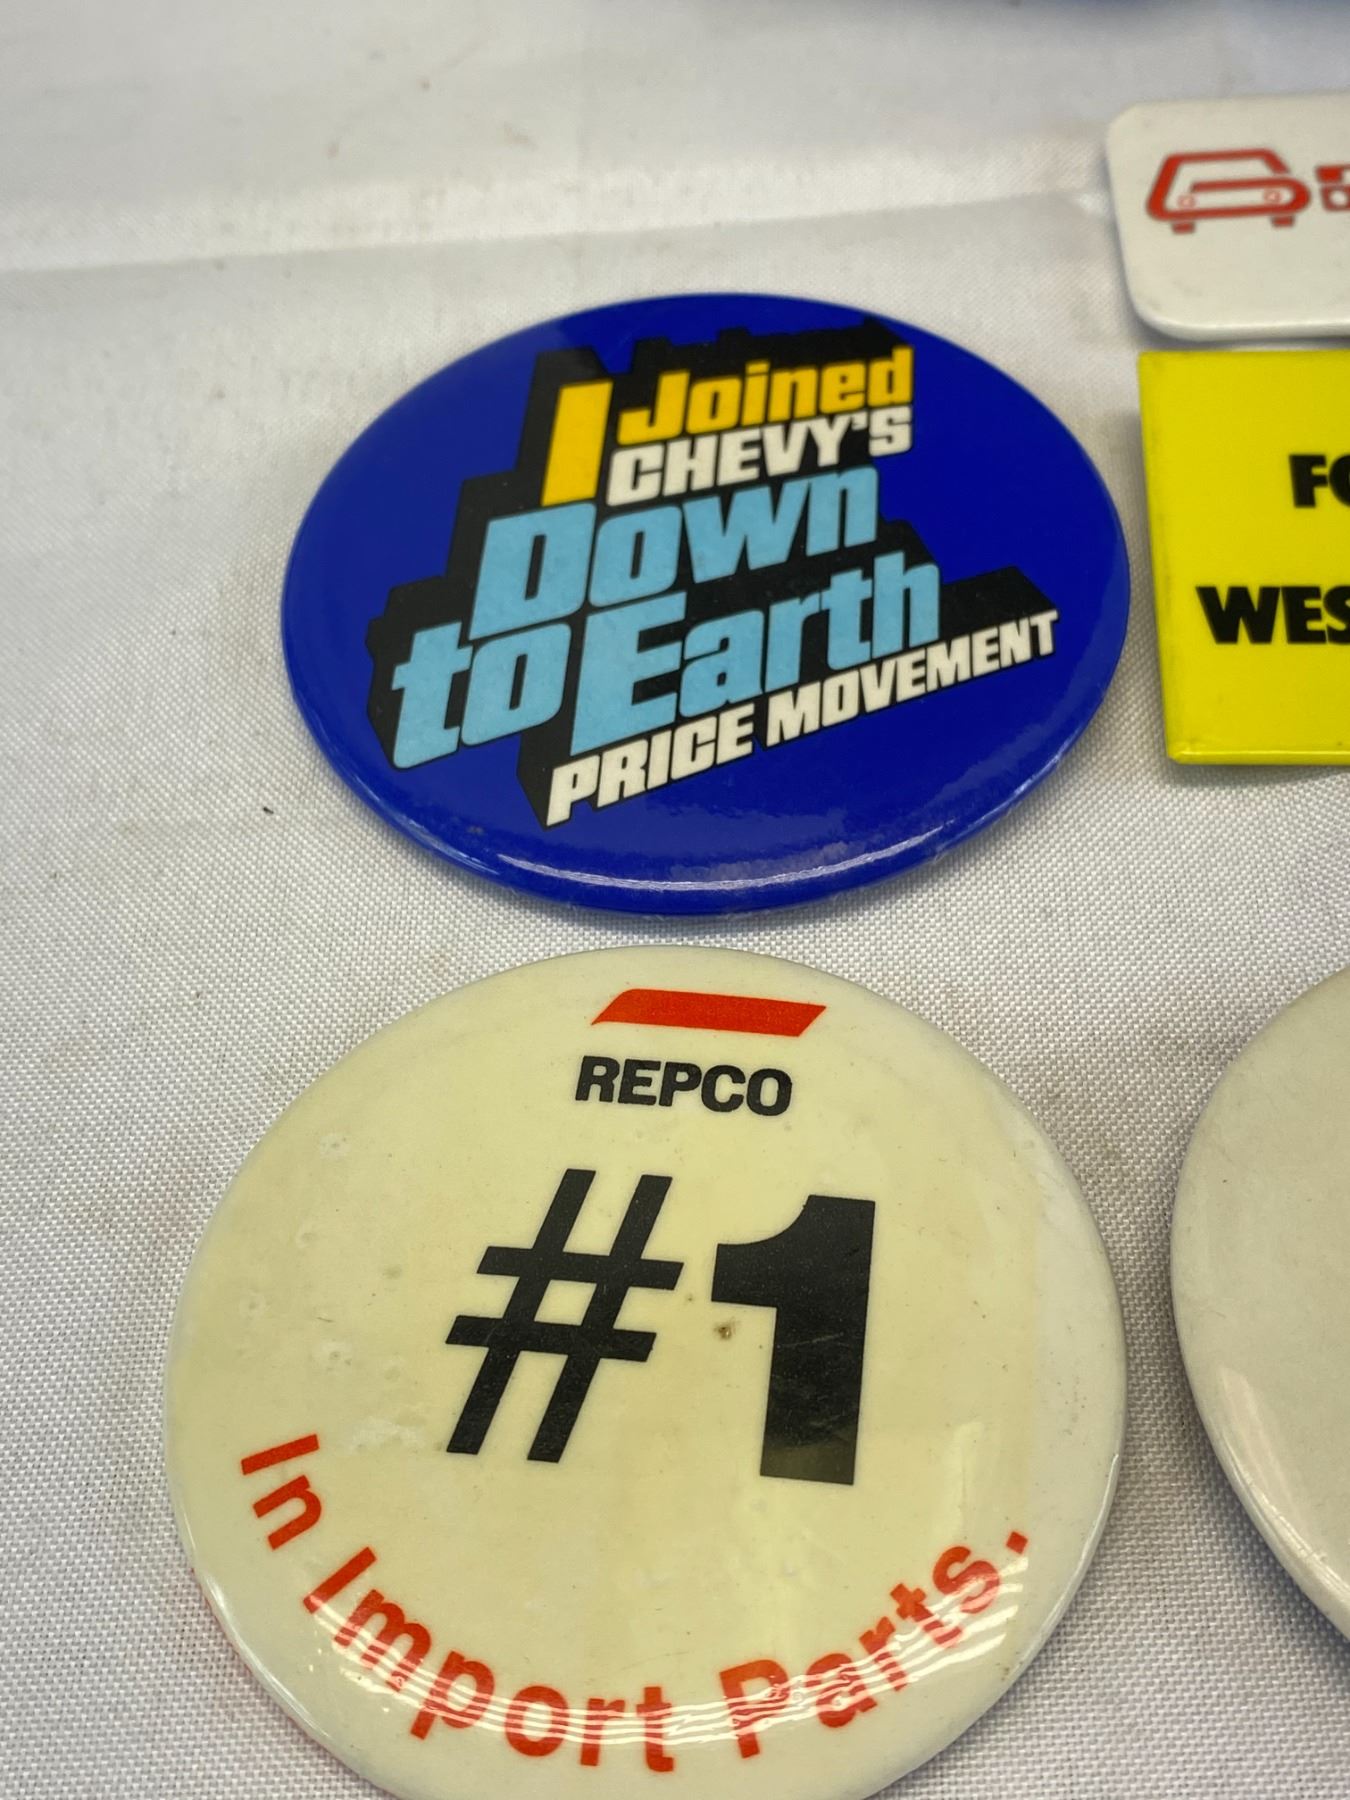 I Joined
CHEVY'S
Down
to Earth
PRICE MOVEMENT
REPCO
#1
In Import Parts.